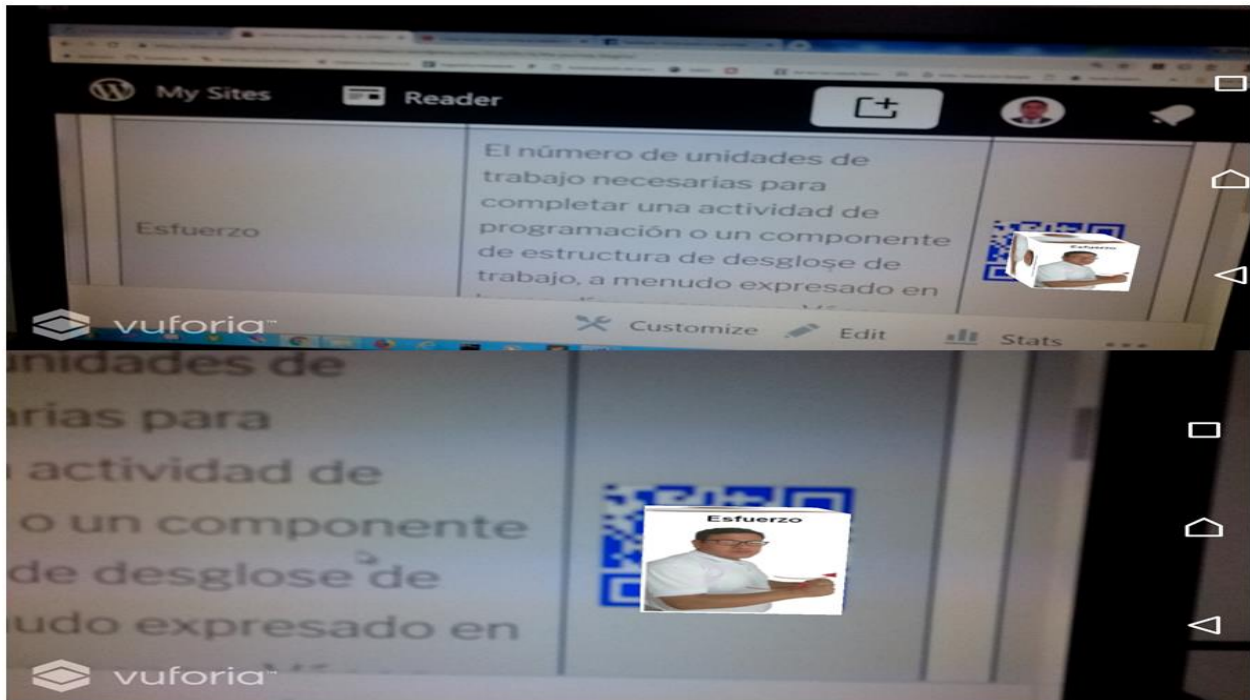 My Sites
Reader
El número de unidades de
trabajo necesarias para
completar una actividad de
programación o un componente
de estructura de desglose de
trabajo, a menudo expresado en
Esfuerzo
Esfuerzo
vuforia™
Customize
Edit
Stats
unidades de
arias para
actividad de
o un componente
de desglose de
udo expresado en
Esfuerzo
vuforia™